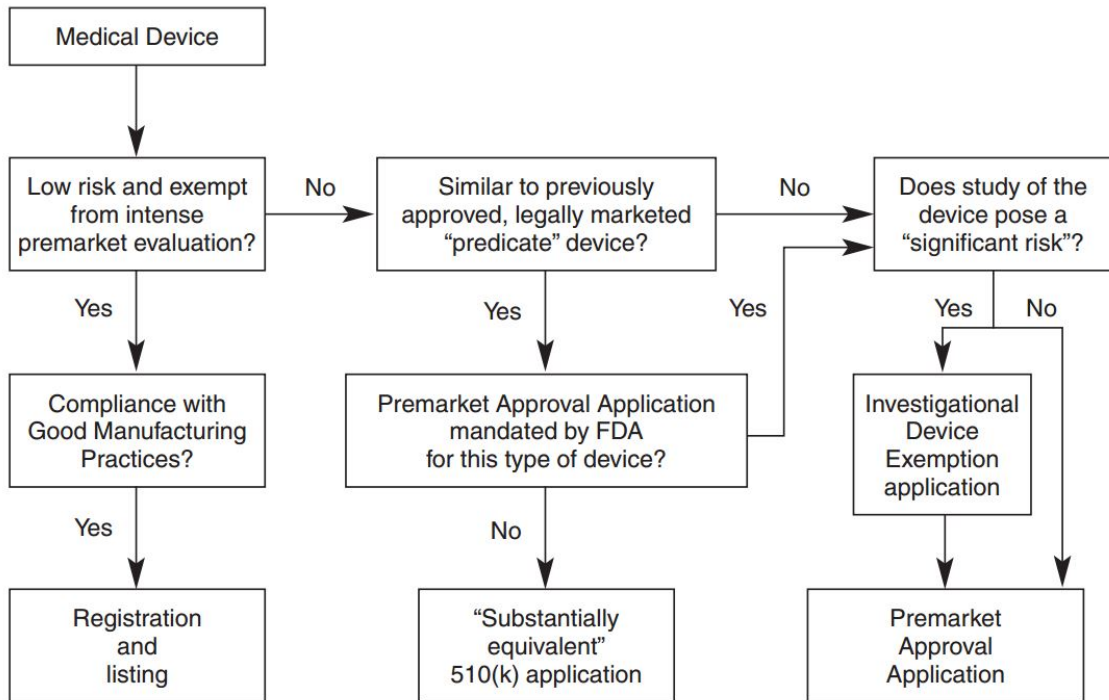 Medical Device
Low risk and exempt
from intense
premarket evaluation?
No
Similar to previously
approved, legally marketed
“predicate” device?
No
Does study of the
device pose a
“significant risk”?
Yes
Yes
Yes
Yes
No
Compliance with
Good Manufacturing
Practices?
Premarket Approval Application
mandated by FDA
for this type of device?
Investigational
Device
Exemption
application
Yes
No
Registration
and
listing
“Substantially
equivalent”
510(k) application
Premarket
Approval
Application